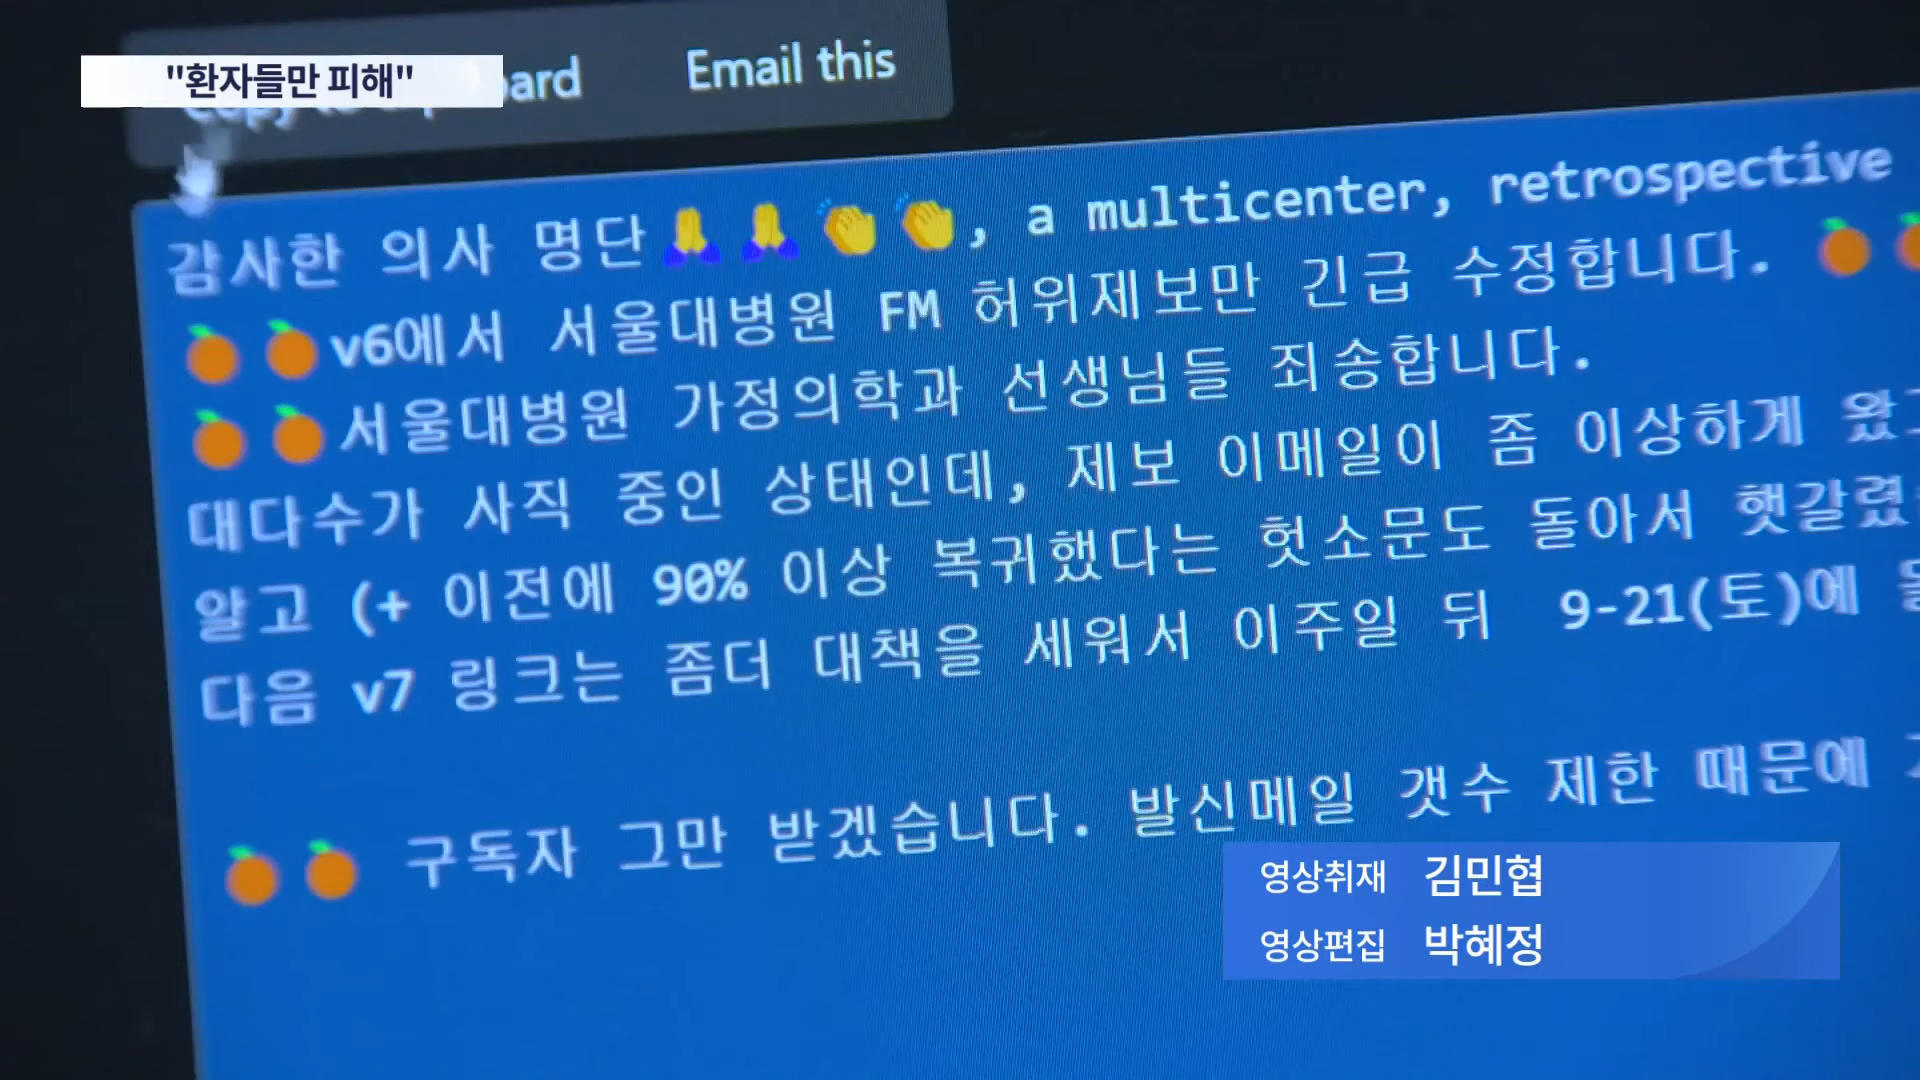 "환자들만 피해"
Email this
감사한 의사 명단🙏🙏👏👏, a multicenter, retrospective
🍊🍊v6에서 서울대병원 FM 허위제보만 긴급 수정합니다. 🍊
🍊🍊서울대병원 가정의학과 선생님들 죄송합니다.
대다수가 사직 중인 상태인데, 제보 이메일이 좀 이상하게
알고 (+ 이전에 90% 이상 복귀했다는 헛소문도 돌아서 헷갈렸
다음 v7 링크는 좀더 대책을 세워서 이주일 뒤 9-21(토)에
🍊🍊 구독자 그만 받겠습니다. 발신메일 갯수 제한 때문에
영상취재 김민협
영상편집 박혜정